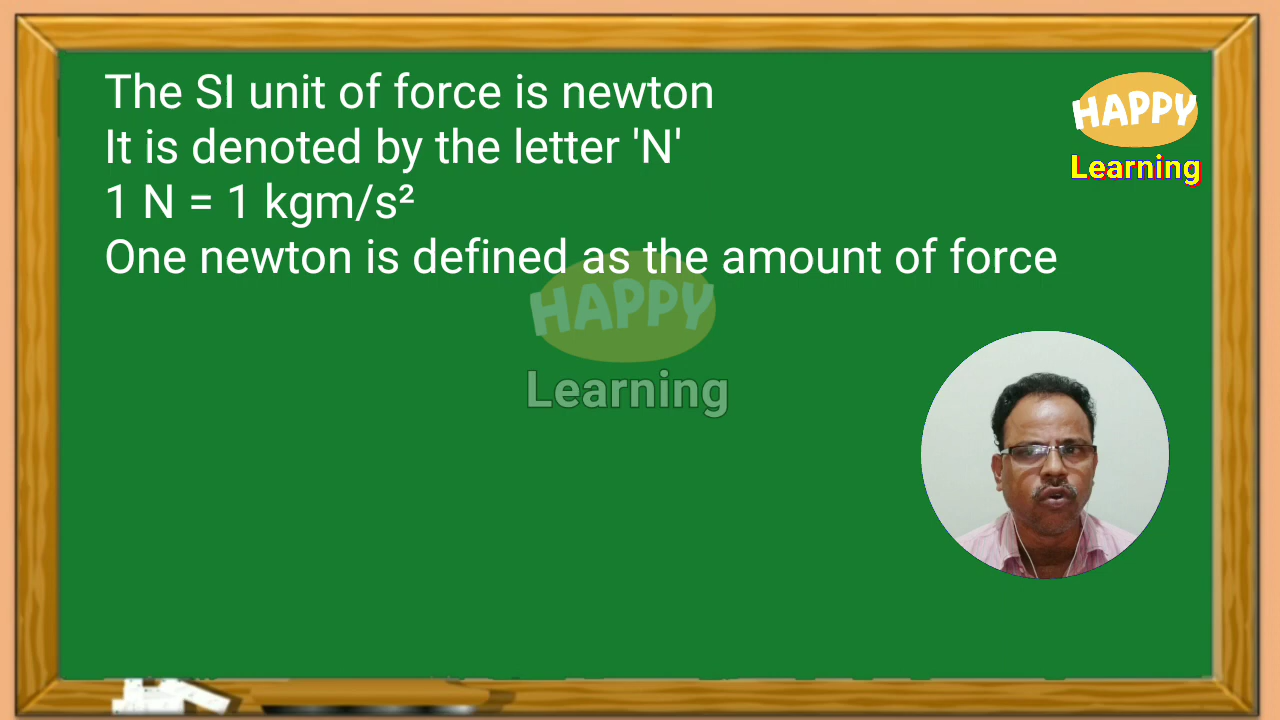 The SI unit of force is newton
It is denoted by the letter 'N'
1 N = 1 kgm/s²
One newton is defined as the amount of force
HAPPY
Learning
HAPPY
Learning